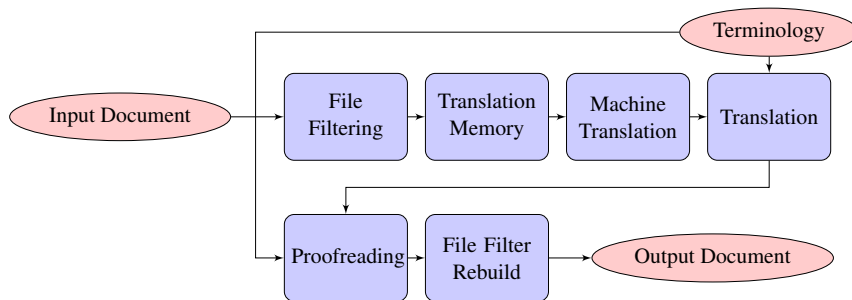 Terminology
Input Document
File
Filtering
Translation
Memory
Machine
Translation
Translation
Proofreading
File Filter
Rebuild
Output Document